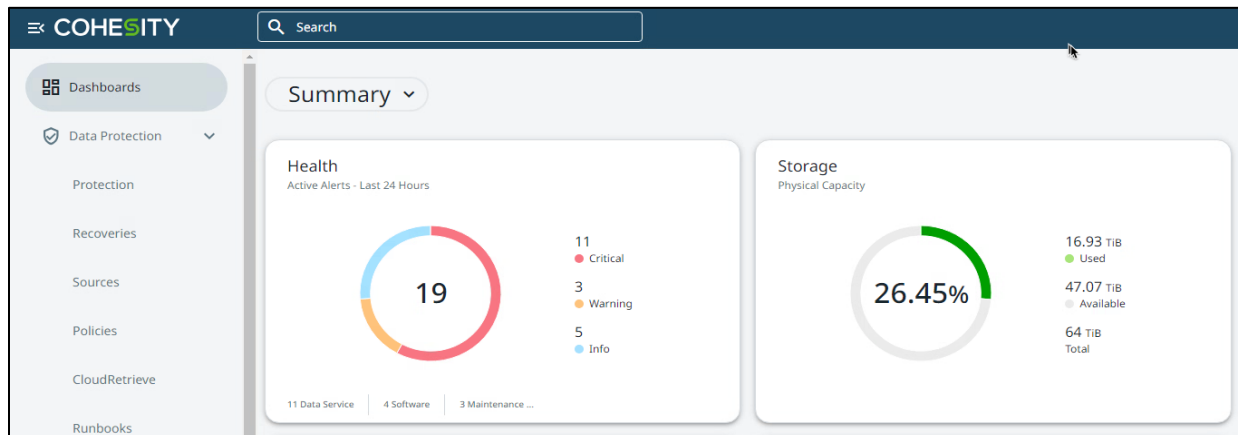 COHESITY
Search
Dashboards
Data Protection
Protection
Recoveries
Sources
Policies
CloudRetrieve
Runbooks
Summary
Health
Active Alerts - Last 24 Hours
19
11
Critical
3
Warning
5
Info
11 Data Service
4 Software
3 Maintenance ...
Storage
Physical Capacity
26.45%
16.93 TiB
Used
47.07 TiB
Available
64 TiB
Total